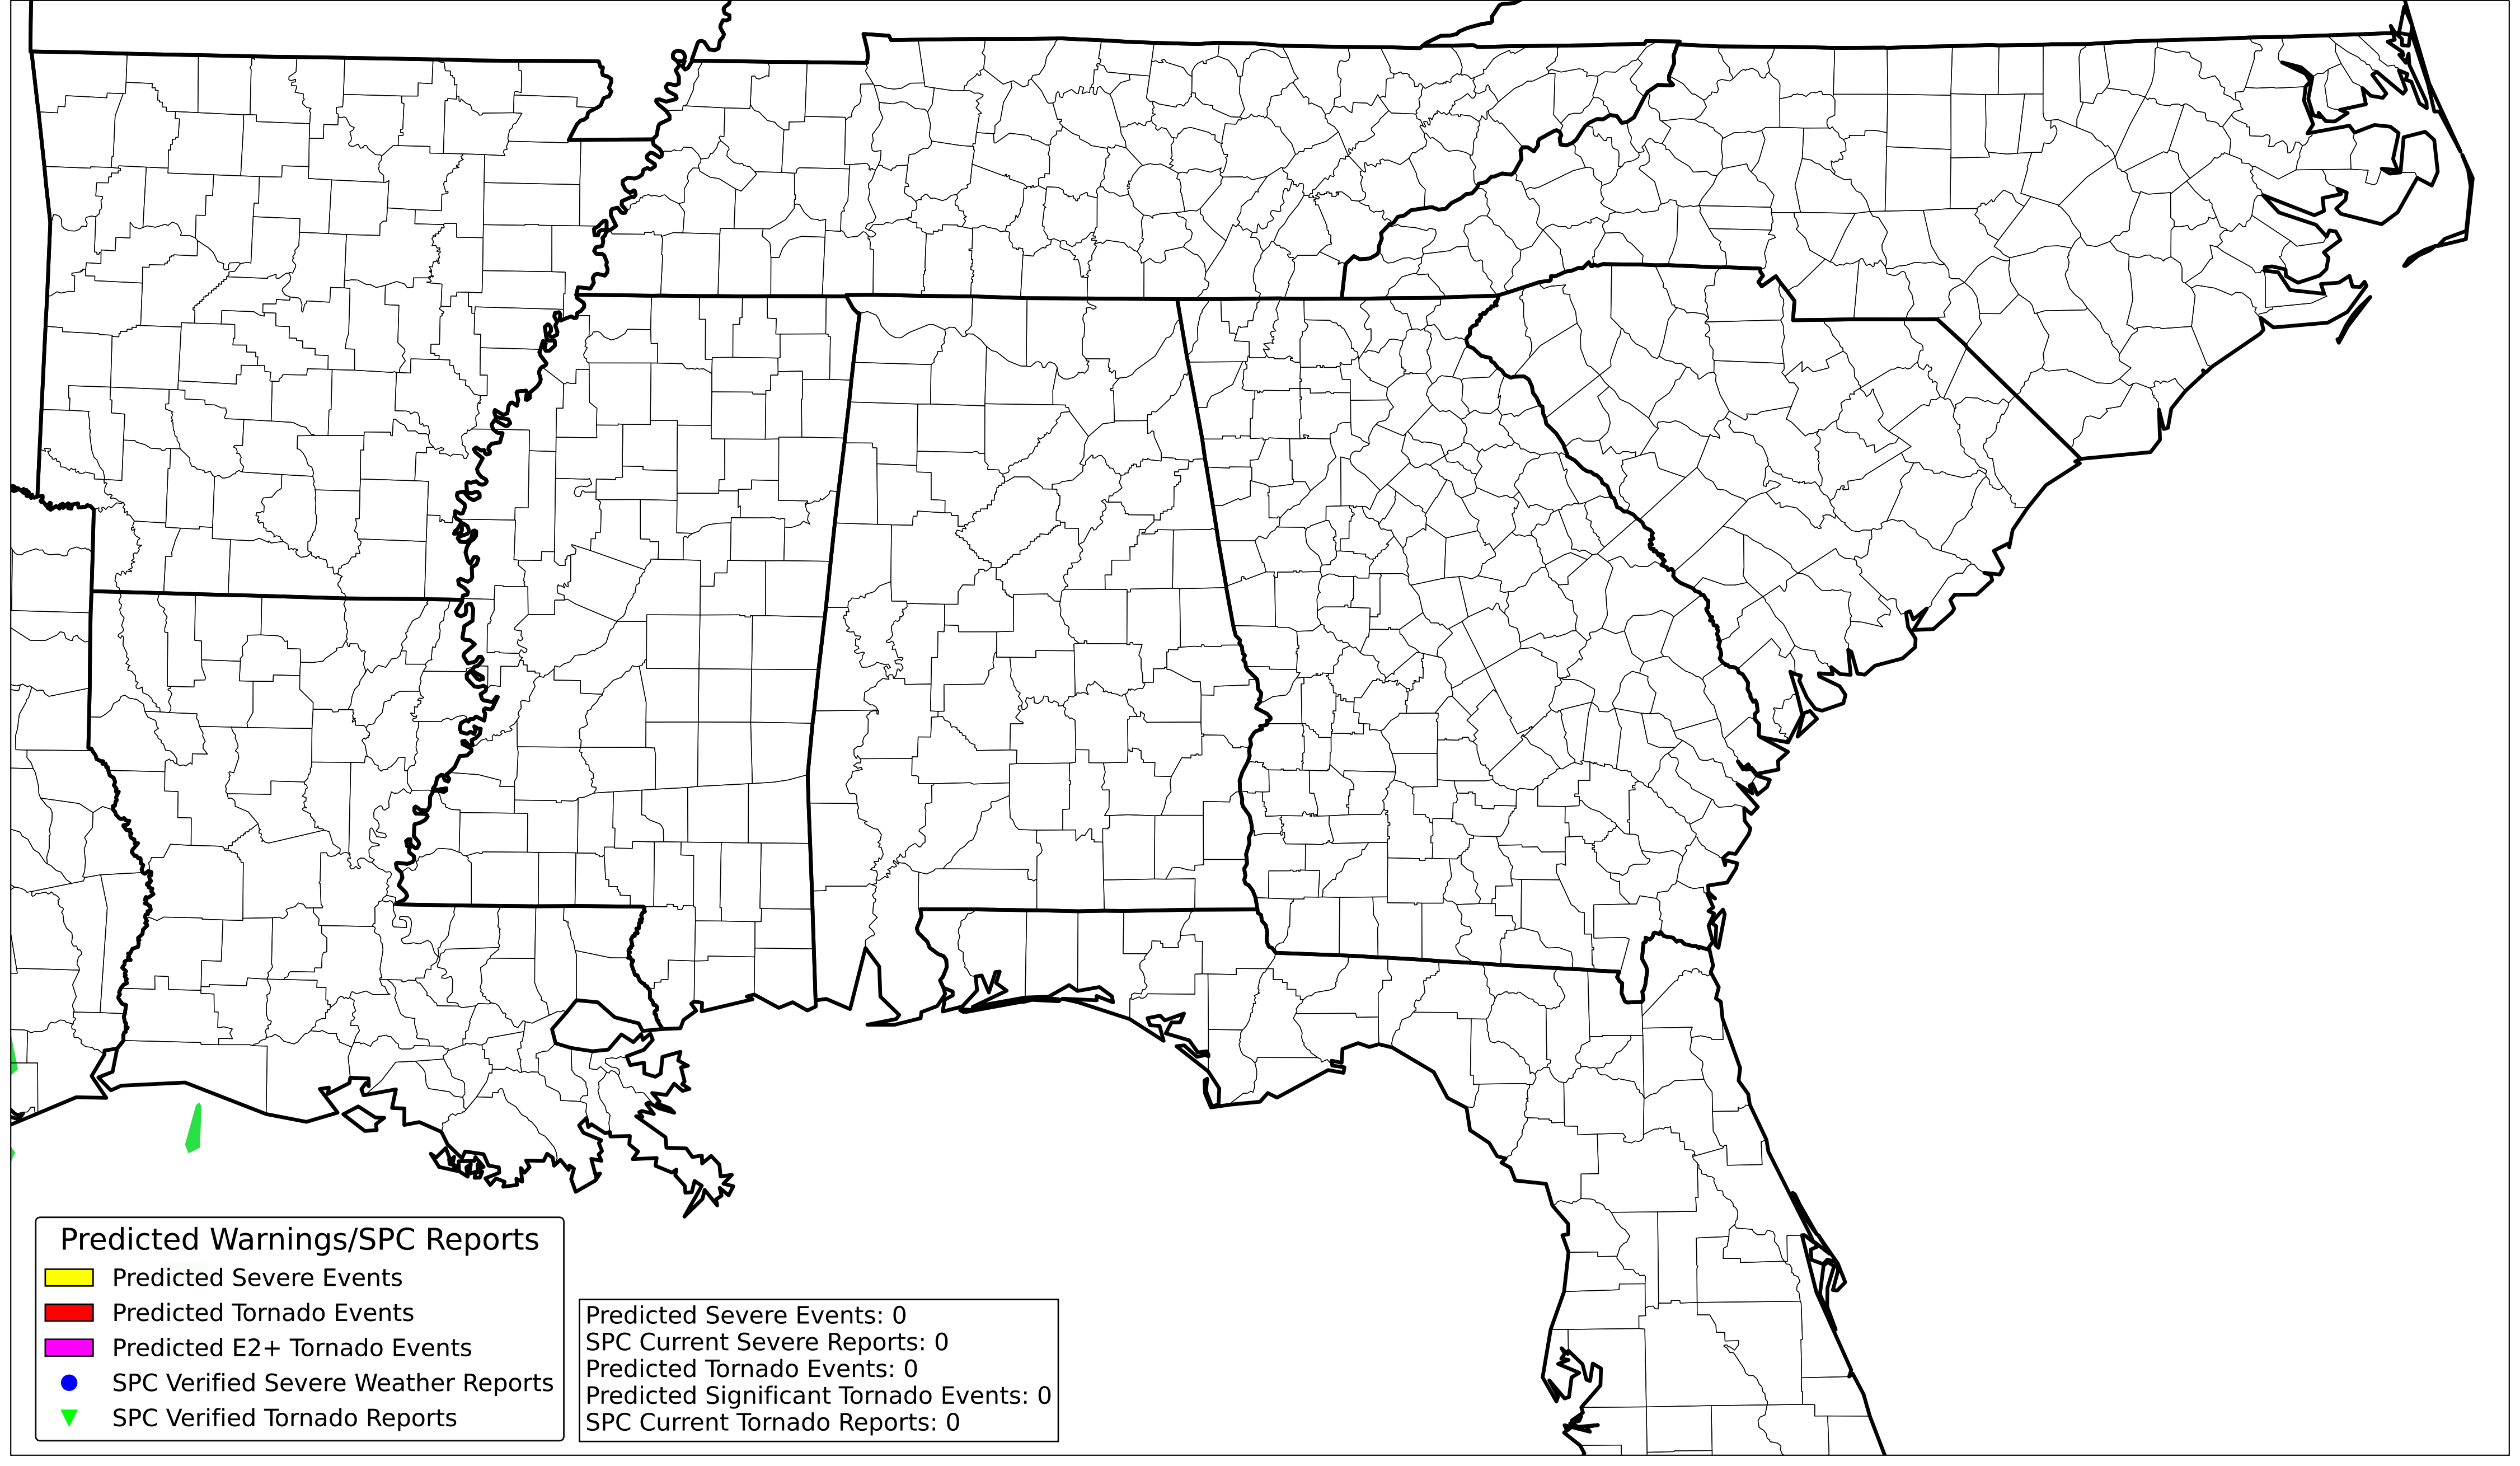 Predicted Warnings/SPC Reports
Predicted Severe Events
Predicted Tornado Events
Predicted E2+ Tornado Events
SPC Verified Severe Weather Reports
SPC Verified Tornado Reports
Predicted Severe Events: 0
SPC Current Severe Reports: 0
Predicted Tornado Events: 0
Predicted Significant Tornado Events: 0
SPC Current Tornado Reports: 0